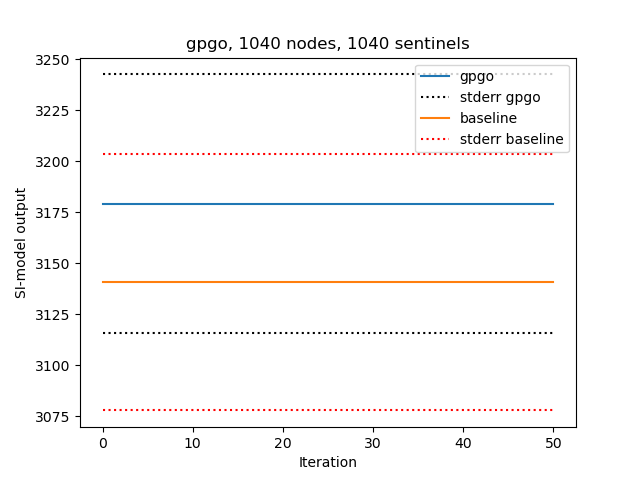 gpgo, 1040 nodes, 1040 sentinels
3250
3225
3200
3175
3150
3125
3100
3075
SI-model output
gpgo
stderr gpgo
baseline
stderr baseline
0 10 20 30 40 50
Iteration